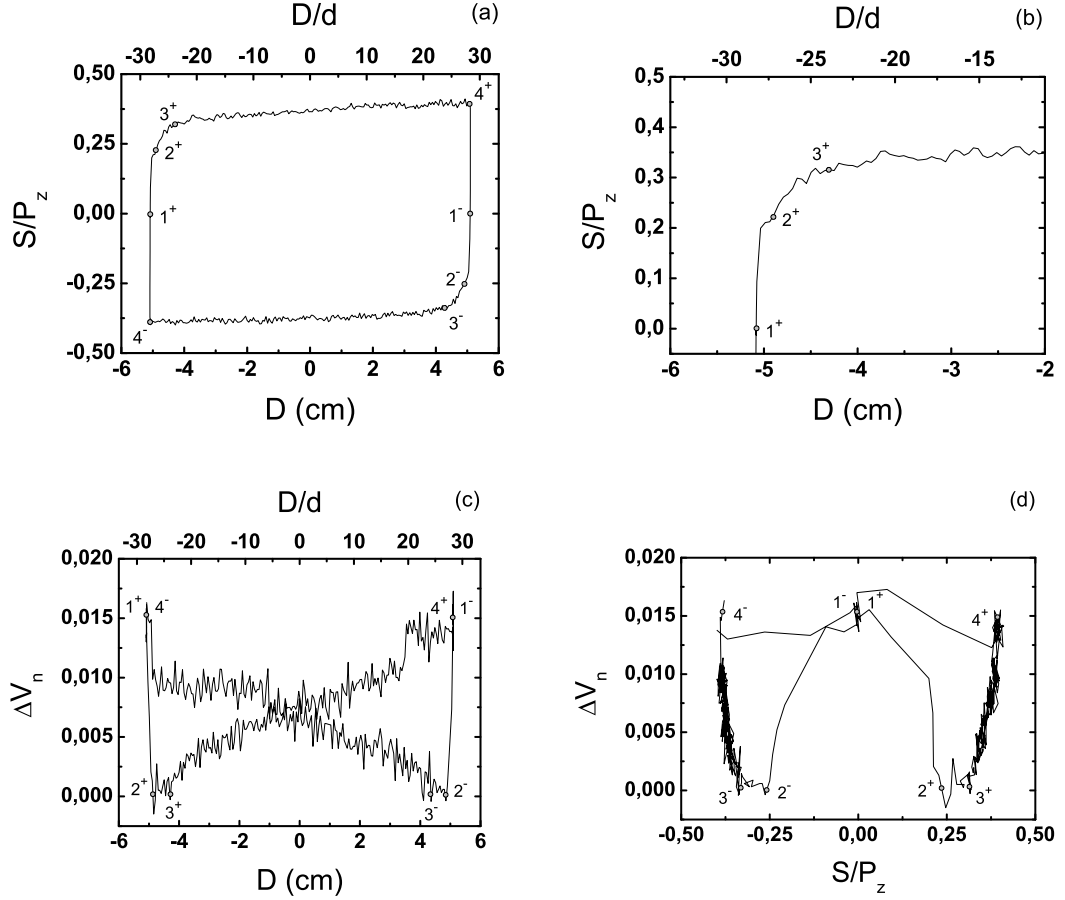 D/d
(a)
-30 -20 -10 0 10 20 30
0,50
0,25
0,00
-0,25
-0,50
S/Pz
4+
3+
2+
1+
1-
2-
3-
4-
-6 -4 -2 0 2 4 6
D (cm)
D/d
(b)
-30 -25 -20 -15
0,5
0,4
0,3
0,2
0,1
0,0
S/Pz
3+
2+
1+
-6 -5 -4 -3 -2
D (cm)
(c)
D/d
-30 -20 -10 0 10 20 30
0,020
0,015
0,010
0,005
0,000
ΔVn
1+ 4-
4+ 1-
2+
3+
2-
3-
-6 -4 -2 0 2 4 6
D (cm)
(d)
0,020
0,015
0,010
0,005
0,000
ΔVn
4-
1- 1+
4+
3- 2-
2+ 3+
-0,50 -0,25 0,00 0,25 0,50
S/Pz